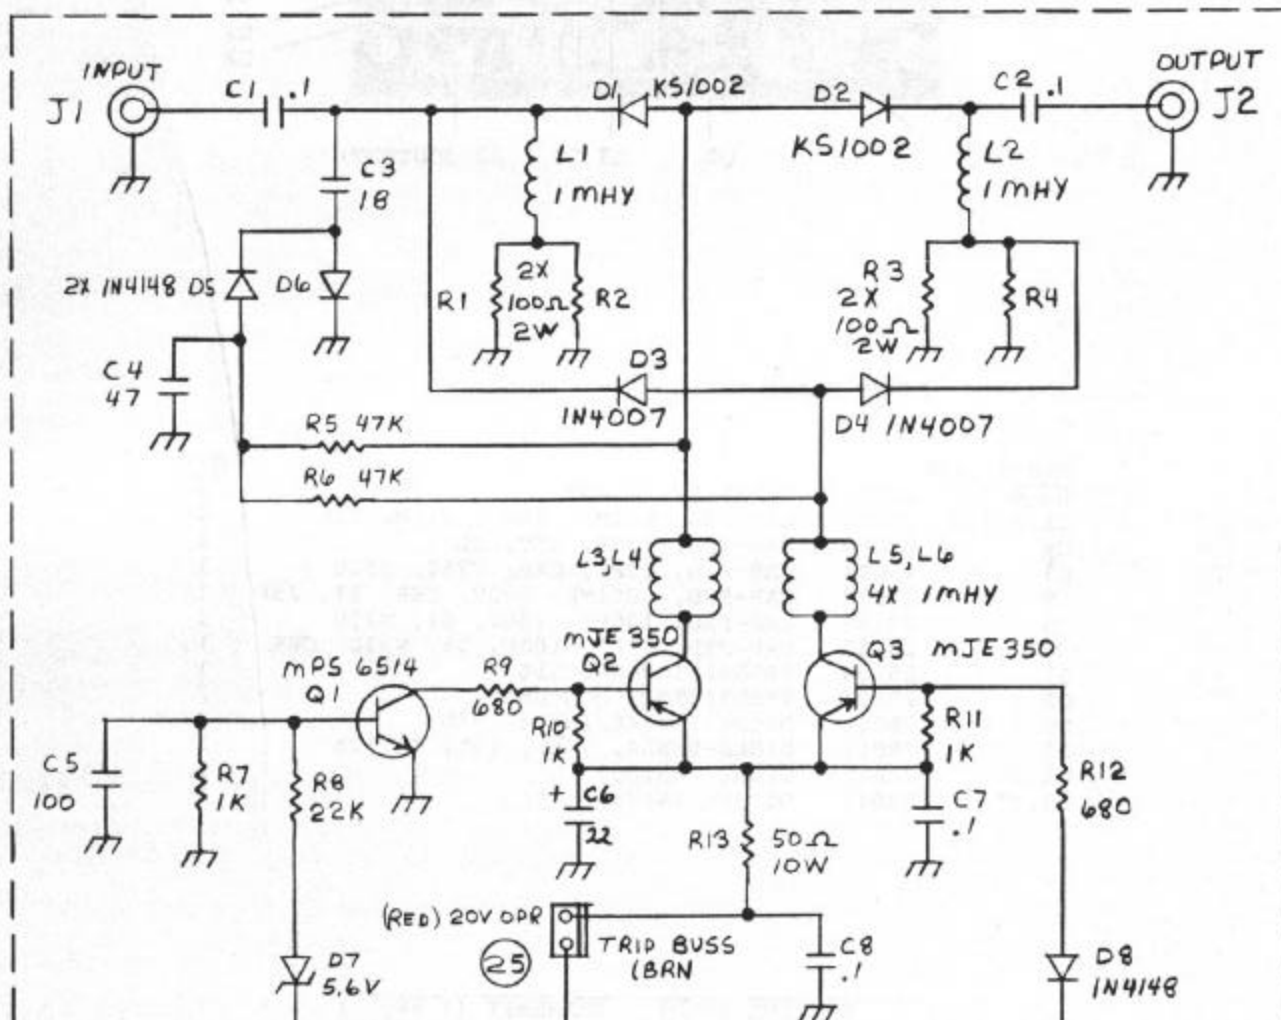 INPUT
J1
C1 .1
D1 KS1002
D2
KS1002
C2 .1
OUTPUT
J2
C3
18
L1
1mHY
L2
1mHY
2X 1N4148 D5
D6
R1
2X
100Ω
2W
R2
R3
2X
100Ω
2W
R4
C4
47
D3
1N4007
D4 1N4007
R5 47K
R6 47K
L3,L4
L5,L6
4X 1mHY
mJE350
Q2
Q3 mJE350
mPS 6514
Q1
R9
680
R10
1K
R11
1K
C5
100
R7
1K
R8
22K
+ C6
22
R13 50Ω
10W
C7
.1
R12
680
(RED) 20V OPR
25
TRIP BUSS
(BRN
C8
.1
D7
5.6V
D8
1N4148